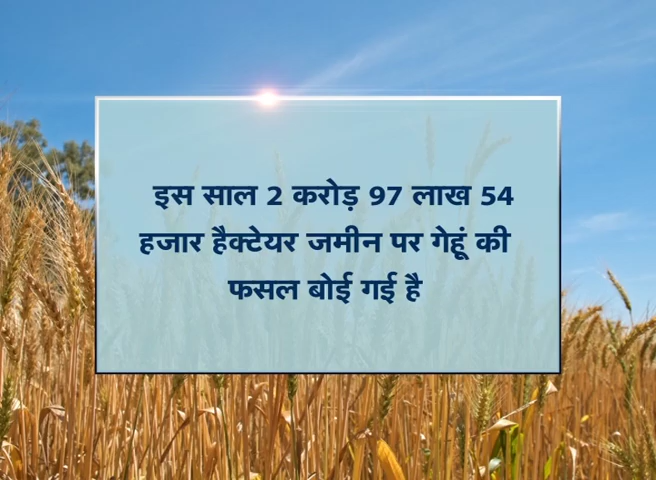 इस साल 2 करोड़ 97 लाख 54
हजार हैक्टेयर जमीन पर गेहूं की
फसल बोई गई है